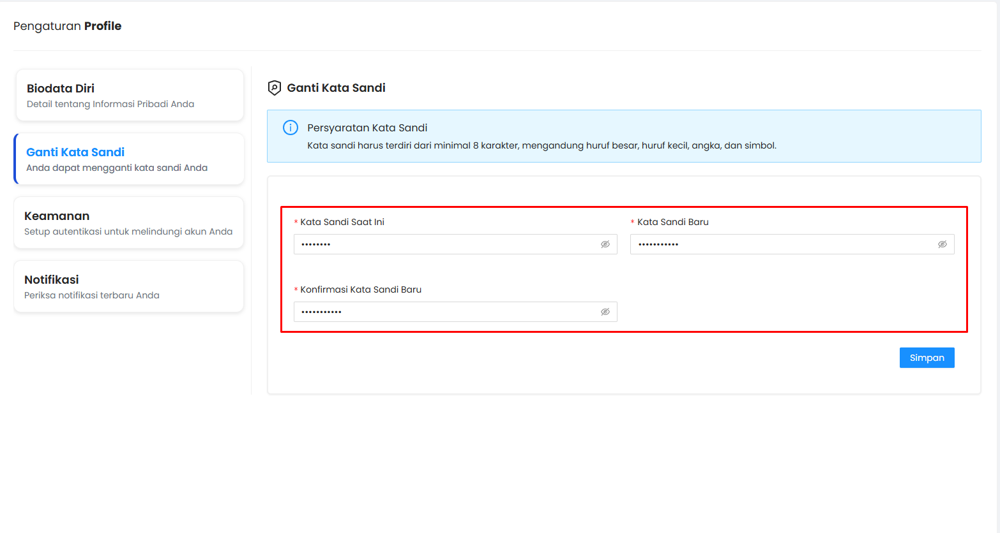 Pengaturan Profile
Biodata Diri
Detail tentang Informasi Pribadi Anda
Ganti Kata Sandi
Anda dapat mengganti kata sandi Anda
Keamanan
Setup autentikasi untuk melindungi akun Anda
Notifikasi
Periksa notifikasi terbaru Anda
Ganti Kata Sandi
Persyaratan Kata Sandi
Kata sandi harus terdiri dari minimal 8 karakter, mengandung huruf besar, huruf kecil, angka, dan simbol.
* Kata Sandi Saat Ini
••••••••
* Kata Sandi Baru
•••••••••••
* Konfirmasi Kata Sandi Baru
•••••••••••
Simpan